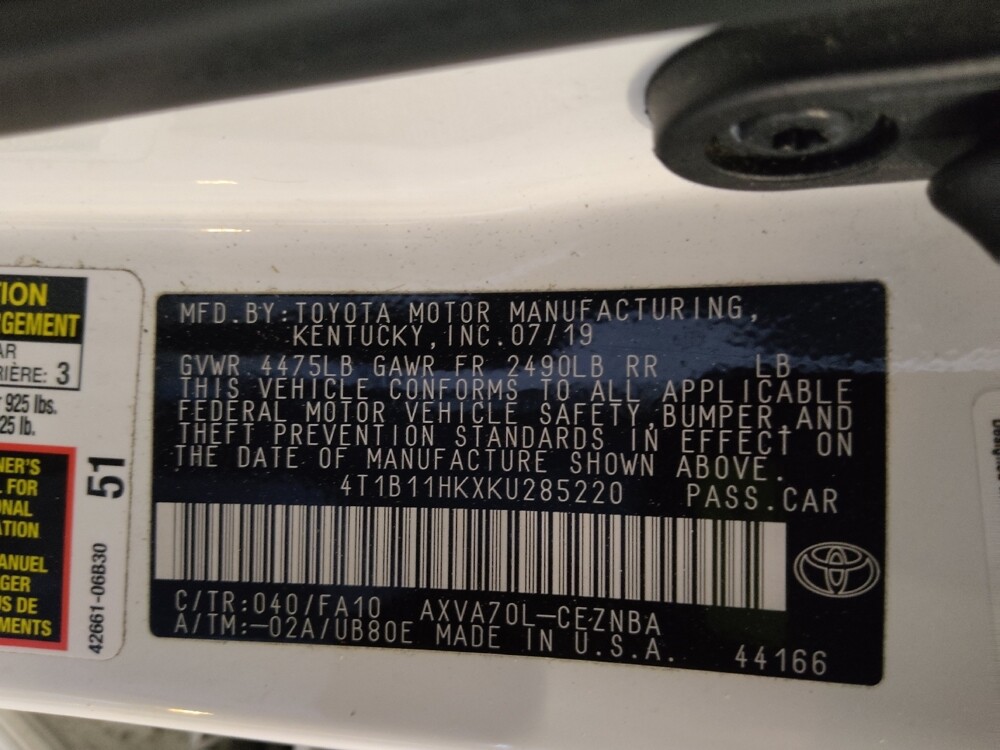 TION
RGEMENT
AR
RIÈRE: 3
925 lbs.
25 lb.
NER'S
L FOR
ONAL
ATION
ANUEL
GER
US DE
MENTS
51
42661-06B30
MFD.BY:TOYOTA MOTOR MANUFACTURING,
KENTUCKY,INC.07/19
GVWR 4475LB GAWR FR 2490LB RR LB
THIS VEHICLE CONFORMS TO ALL APPLICABLE
FEDERAL MOTOR VEHICLE SAFETY,BUMPER,AND
THEFT PREVENTION STANDARDS IN EFFECT ON
THE DATE OF MANUFACTURE SHOWN ABOVE.
4T1B11HKXKU285220 PASS.CAR
C/TR:040/FA10 AXVA70L-CEZNBA
A/TM:-02A/UB80E MADE IN U.S.A. 44166